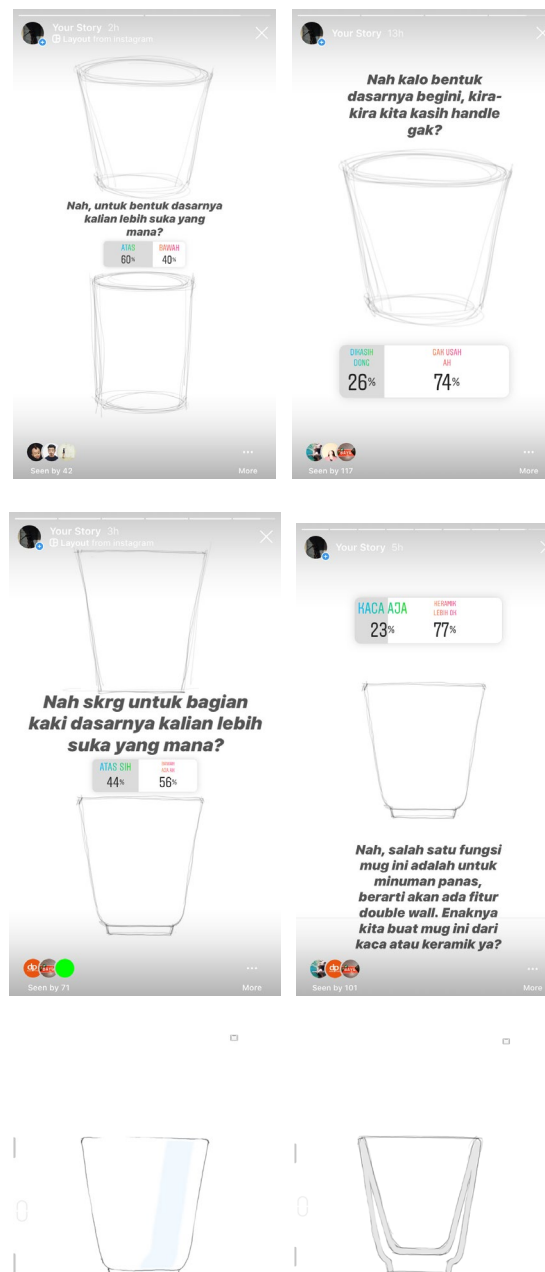 Your Story 2h
Layout from Instagram
Nah, untuk bentuk dasarnya
kalian lebih suka yang
mana?
ATAS BAWAH
60% 40%
Seen by 42
More
Your Story 13h
Nah kalo bentuk
dasarnya begini, kira-
kira kita kasih handle
gak?
DIKASIH GAK USAH
DONG AH
26% 74%
Seen by 117
More
Your Story 3h
Layout from Instagram
Nah skrg untuk bagian
kaki dasarnya kalian lebih
suka yang mana?
ATAS SIH
44% 56%
dp
Seen by 71
More
Your Story 5h
KACA AJA KERAMIK
LEBIH OK
23% 77%
Nah, salah satu fungsi
mug ini adalah untuk
minuman panas,
berarti akan ada fitur
double wall. Enaknya
kita buat mug ini dari
kaca atau keramik ya?
dp
Seen by 101
More